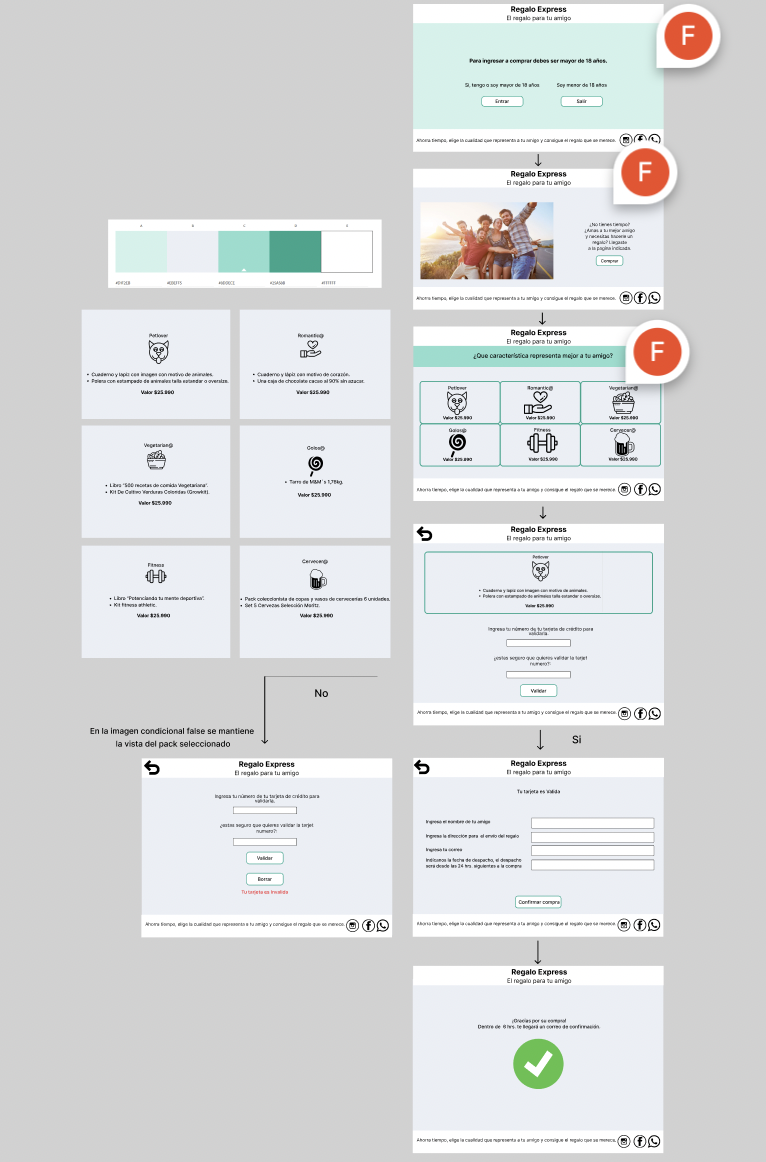 Regalo Express
El regalo para tu amigo
F
Para ingresar a comprar debes ser mayor de 18 años.
Si, tengo o soy mayor de 18 años
Soy menor de 18 años
Entrar
Salir
Ahorra tiempo, elige la cualidad que representa a tu amigo y consigue el regalo que se merece.
Regalo Express
El regalo para tu amigo
F
¿No tienes tiempo?
¿Amas a tu mejor amigo
y necesitas hacerle un
regalo? Llegaste
a la pagina indicada.
Comprar
Ahorra tiempo, elige la cualidad que representa a tu amigo y consigue el regalo que se merece.
A
B
C
D
Petlover
Cuaderno y lapiz con imagen con motivo de animales.
Polera con estampado de animales talla estandar o oversize.
Valor $25.990
Romantic@
Cuaderno y lápiz con motivo de corazón.
Una caja de chocolate cacao al 90% sin azucar.
Valor $25.990
Vegetarian@
Libro "500 recetas de comida Vegetariana".
Kit De Cultivo Verduras Coloridas (Growkit).
Valor $25.990
Golos@
Tarro de M&M´s 1,76kg.
Valor $25.990
Fitness
Libro "Potenciando tu mente deportiva".
Kit fitness athletic.
Valor $25.990
Cervecer@
Pack coleccionista de copas y vasos de cervecerias 6 unidades.
Set 5 Cervezas Selección Moritz.
Valor $25.990
Regalo Express
El regalo para tu amigo
F
¿Que característica representa mejor a tu amigo?
Petlover
Valor $25.990
Romantic@
Valor $25.990
Vegetarian@
Valor $25.990
Golos@
Valor $25.990
Fitness
Valor $25.990
Cervecer@
Valor $25.990
Ahorra tiempo, elige la cualidad que representa a tu amigo y consigue el regalo que se merece.
Regalo Express
El regalo para tu amigo
Petlover
Cuaderno y lapiz con imagen con motivo de animales.
Polera con estampado de animales talla estandar o oversize.
Valor $25.990
Ingresa tu número de tu tarjeta de crédito para
validarla.
¿estas seguro que quieres validar la tarjet
numero?:
Validar
Ahorra tiempo, elige la cualidad que representa a tu amigo y consigue el regalo que se merece.
No
En la imagen condicional false se mantiene
la vista del pack seleccionado
Regalo Express
El regalo para tu amigo
Ingresa tu número de tu tarjeta de crédito para
validarla.
¿estas seguro que quieres validar la tarjet
numero?:
Validar
Borrar
Tu tarjeta es invalida
Ahorra tiempo, elige la cualidad que representa a tu amigo y consigue el regalo que se merece.
Si
Regalo Express
El regalo para tu amigo
Tu tarjeta es Valida
Ingresa el nombre de tu amigo
Ingresa la dirección para el envio del regalo
Ingresa tu correo
Indicanos la fecha de despacho, el despacho
será desde las 24 hrs siguientes a la compra
Confirmar compra
Ahorra tiempo, elige la cualidad que representa a tu amigo y consigue el regalo que se merece.
Regalo Express
El regalo para tu amigo
¡Gracias por su compra!
Dentro de 6 hrs. te llegará un correo de confirmación.
Ahorra tiempo, elige la cualidad que representa a tu amigo y consigue el regalo que se merece.